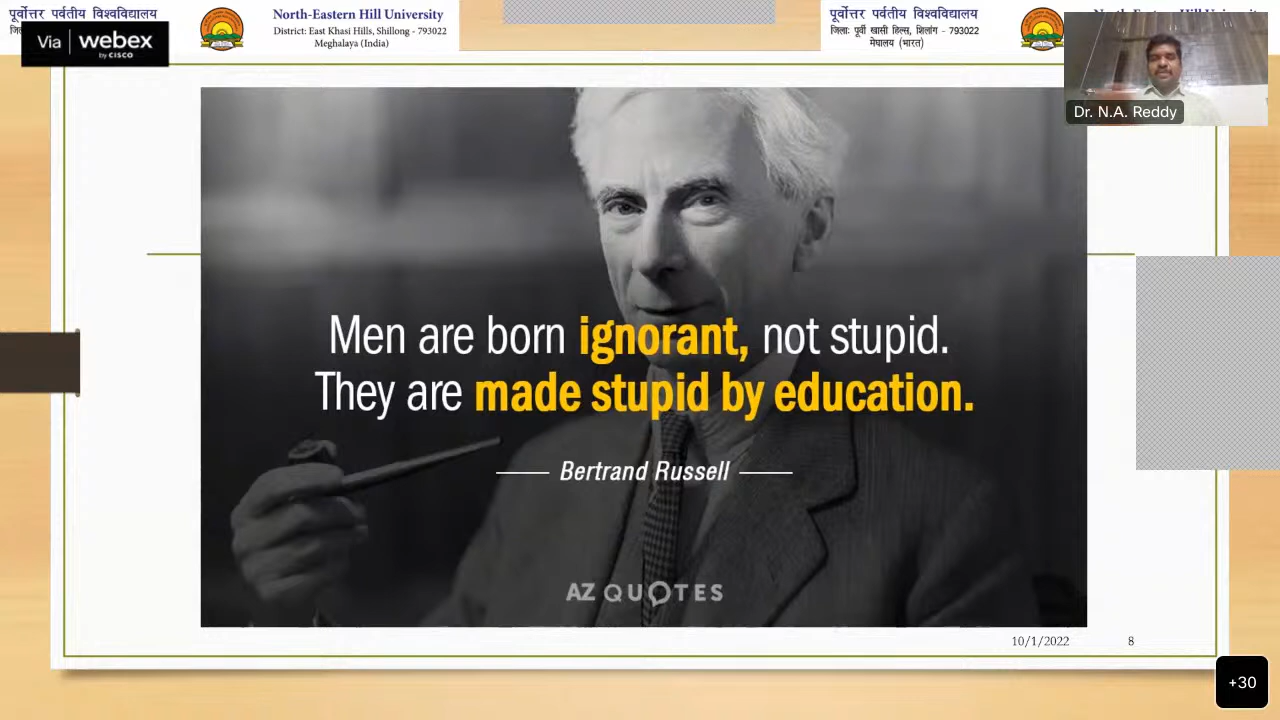 पूर्वोत्तर पर्वतीय विश्वविद्यालय
North-Eastern Hill University
District: East Khasi Hills, Shillong - 793022
Meghalaya (India)
पूर्वोत्तर पर्वतीय विश्वविद्यालय
जिला: पूर्वी खासी हिल्स, शिलांग - 793022
मेघालय (भारत)
Via webex
by CISCO
Dr. N.A. Reddy
Men are born ignorant, not stupid.
They are made stupid by education.
Bertrand Russell
AZ QUOTES
10/1/2022 8
+30